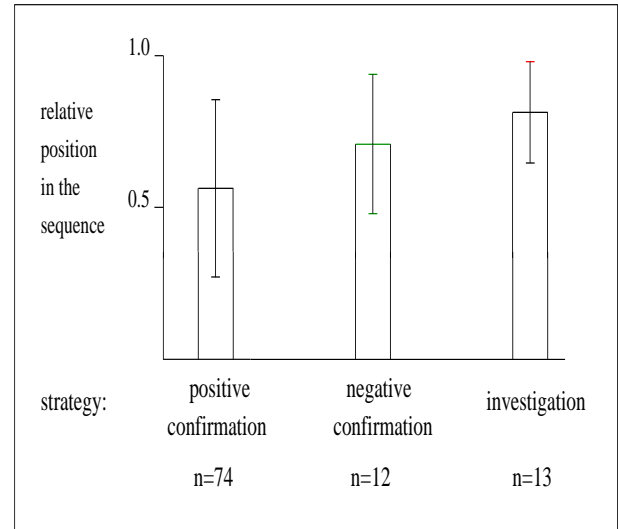 1.0
relative
position
in the
sequence
0.5
strategy:
positive
confirmation
negative
confirmation
investigation
n=74
n=12
n=13